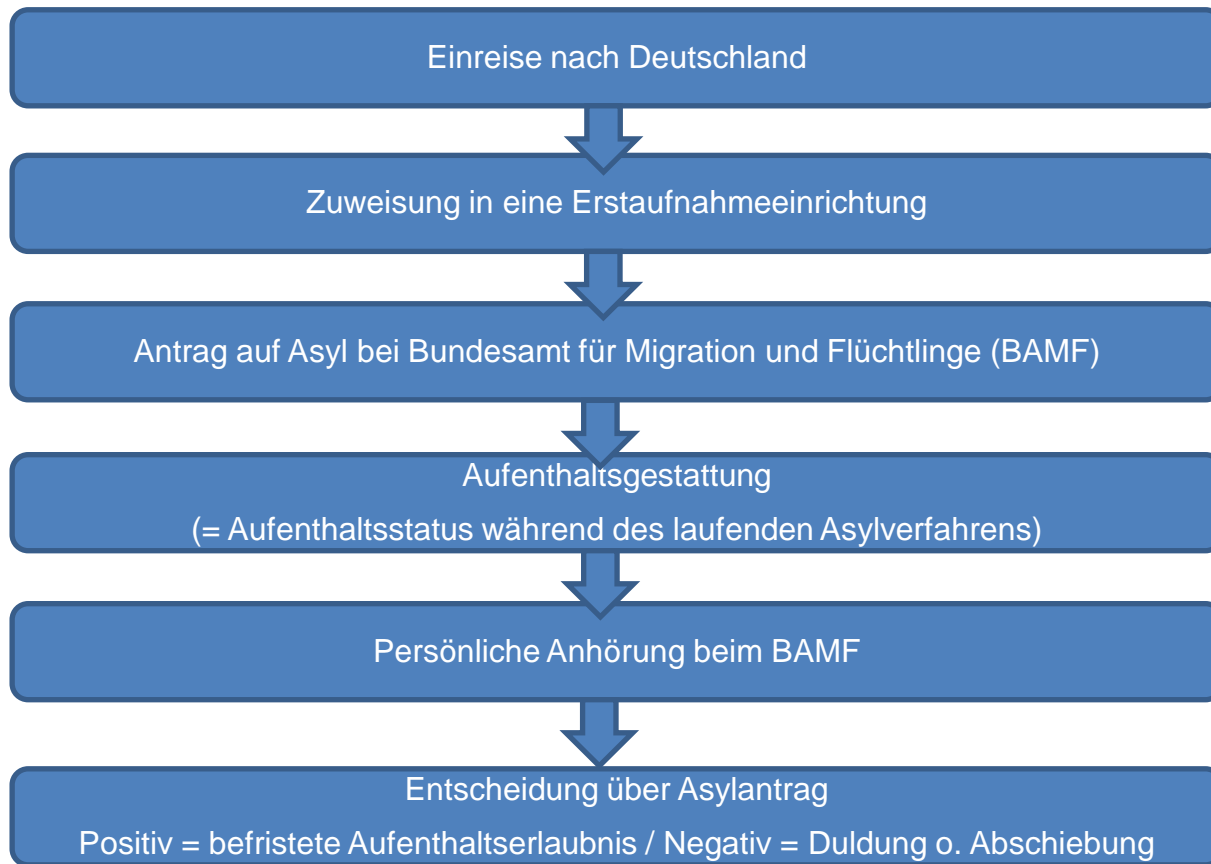 Einreise nach Deutschland
Zuweisung in eine Erstaufnahmeeinrichtung
Antrag auf Asyl bei Bundesamt für Migration und Flüchtlinge (BAMF)
Aufenthaltsgestattung
(= Aufenthaltsstatus während des laufenden Asylverfahrens)
Persönliche Anhörung beim BAMF
Entscheidung über Asylantrag
Positiv = befristete Aufenthaltserlaubnis / Negativ = Duldung o. Abschiebung